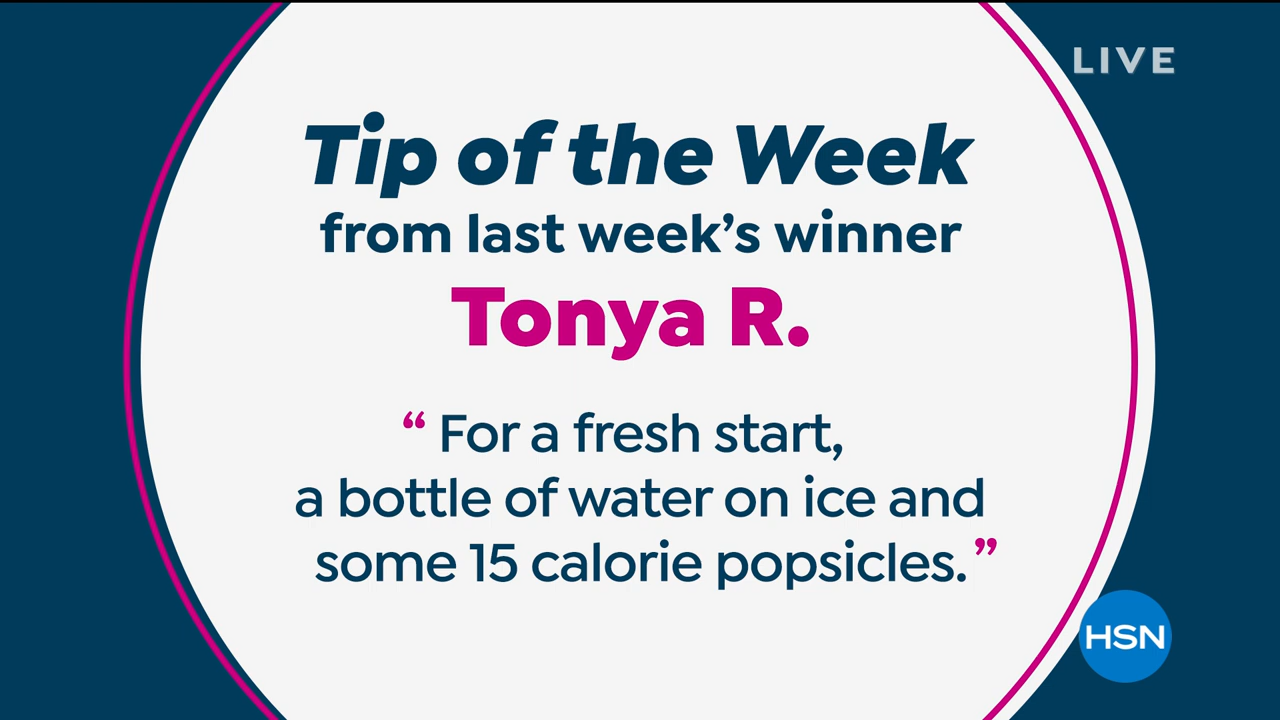 LIVE
Tip of the Week
from last week’s winner
Tonya R.
“ For a fresh start,
a bottle of water on ice and
some 15 calorie popsicles. ”
HSN